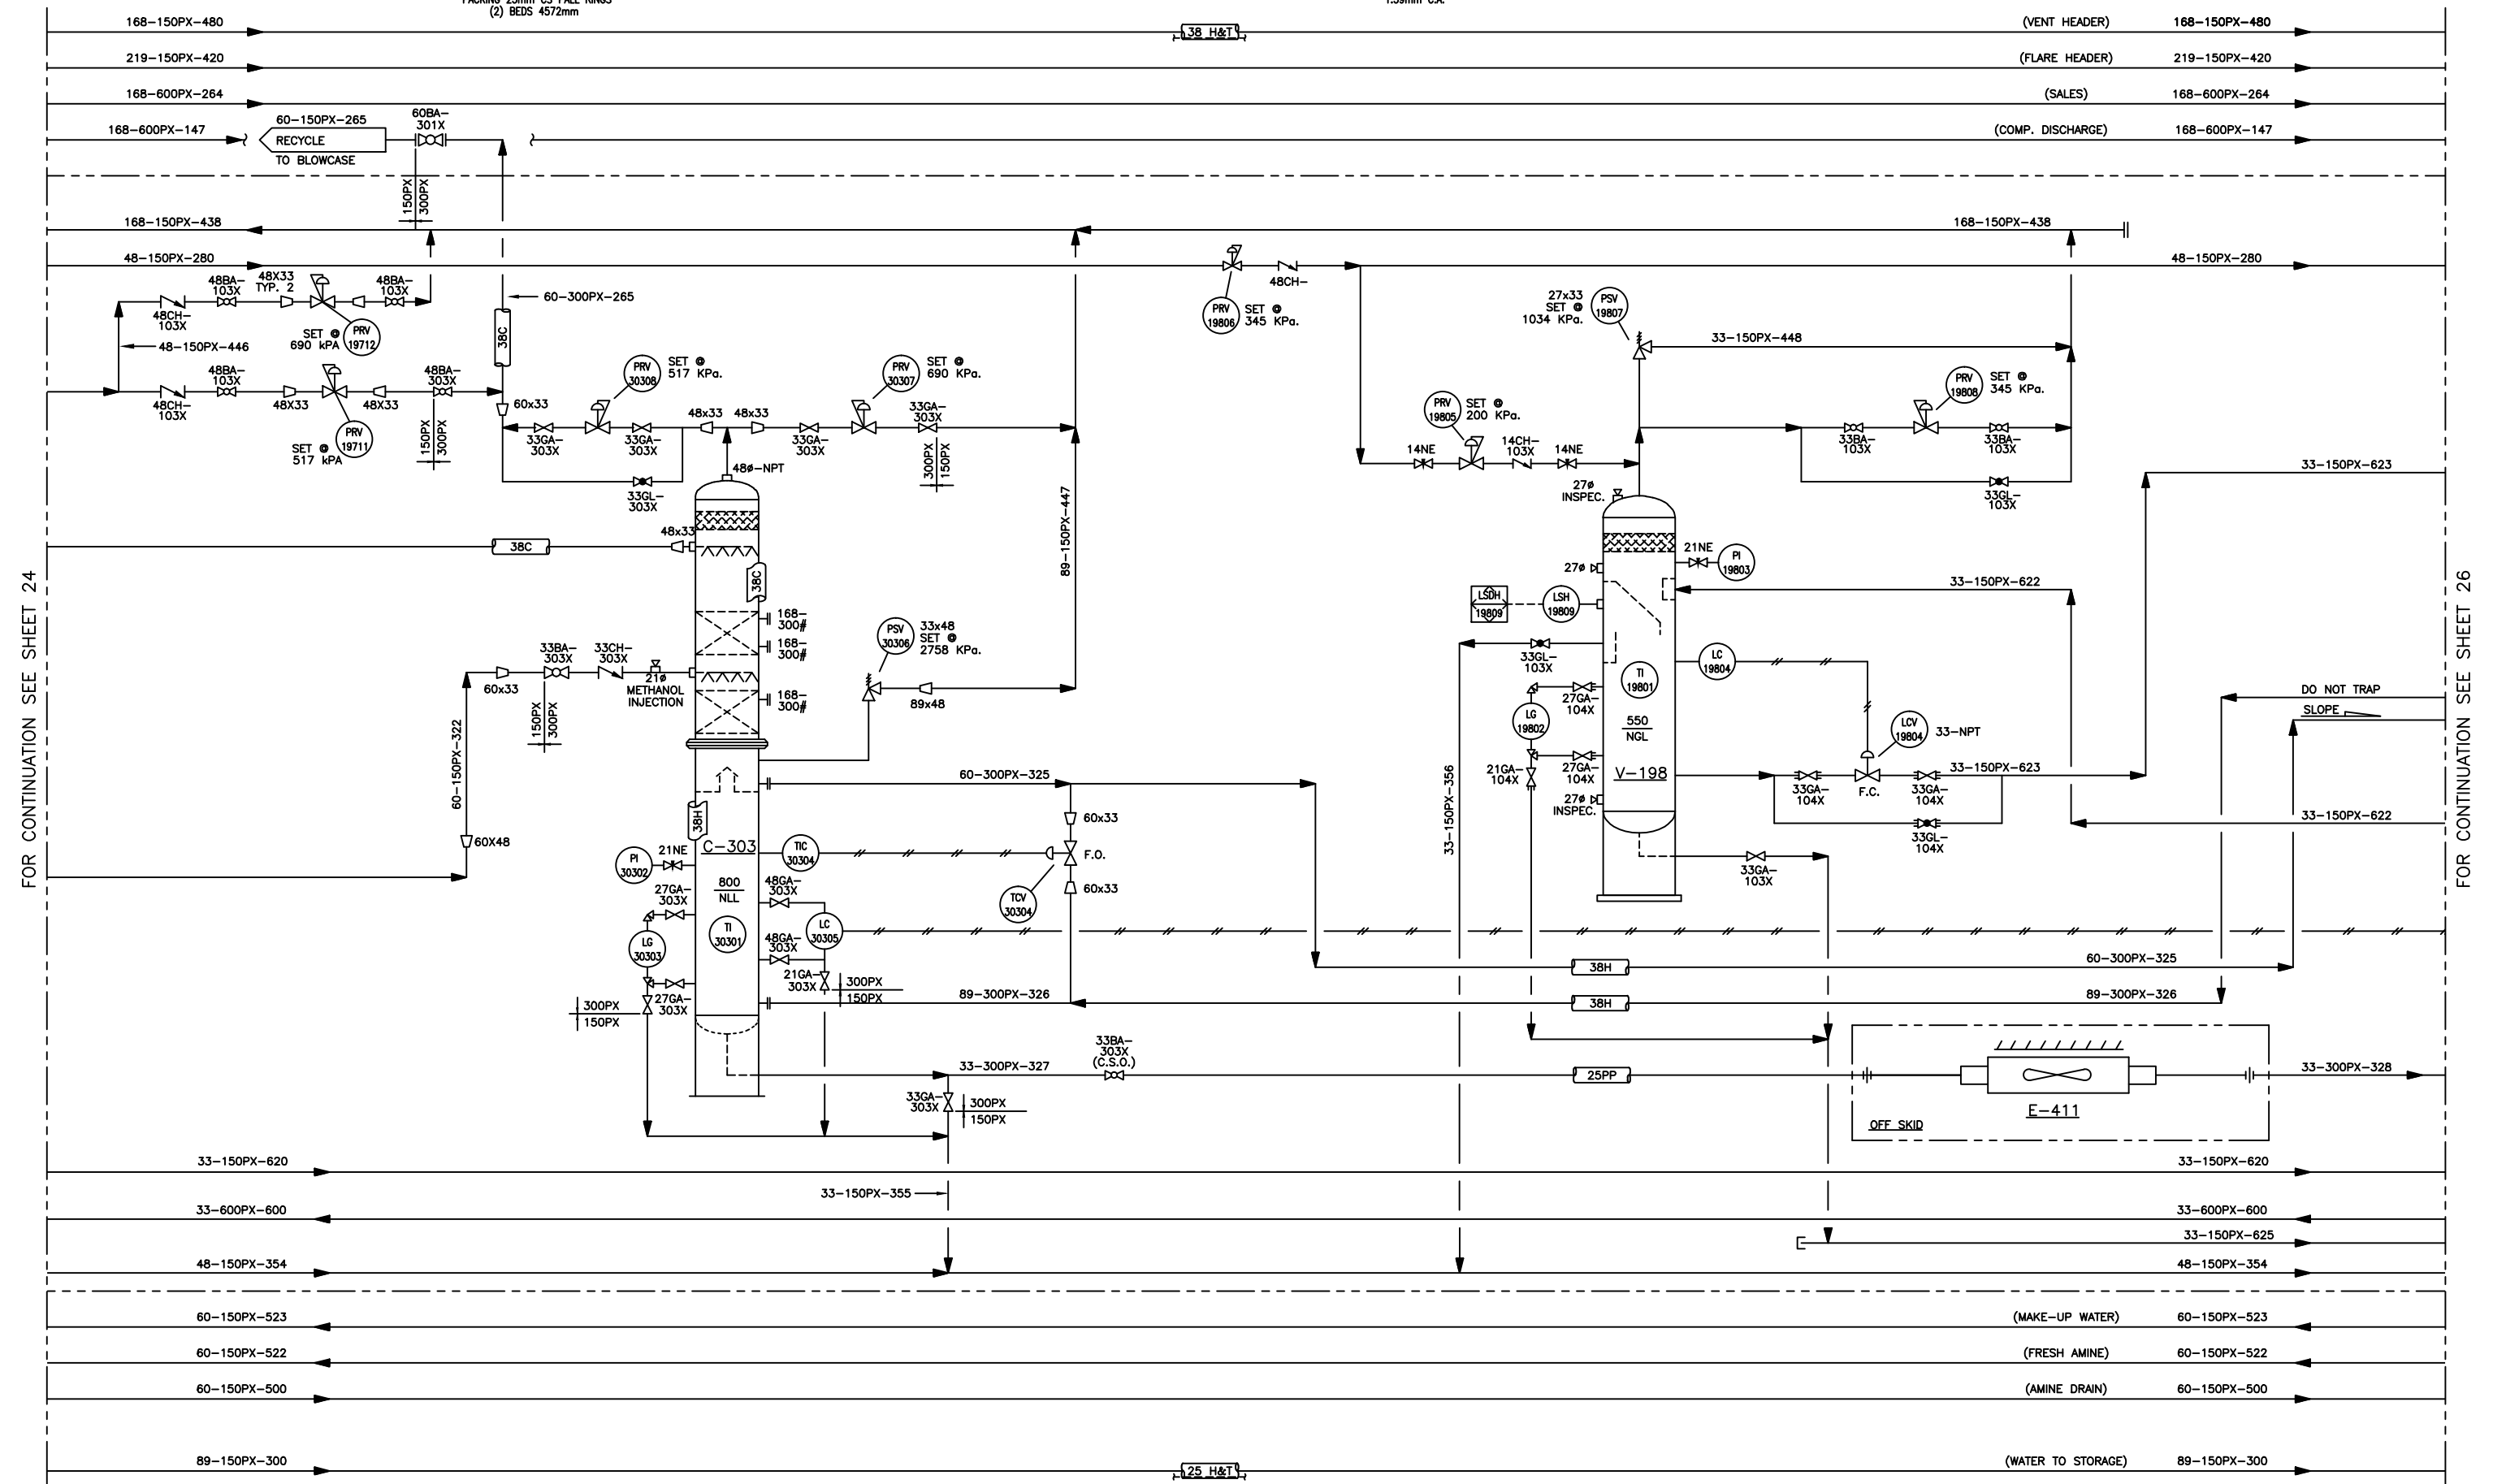 (2) BEDS 4572mm
168-150PX-480
38 H&T
(VENT HEADER)
168-150PX-480
219-150PX-420
(FLARE HEADER)
219-150PX-420
168-600PX-264
(SALES)
168-600PX-264
168-600PX-147
60-150PX-265
RECYCLE
TO BLOWCASE
60BA-
301X
(COMP. DISCHARGE)
168-600PX-147
150PX
300PX
168-150PX-438
168-150PX-438
48-150PX-280
48-150PX-280
48BA-
103X
48X33
TYP. 2
48BA-
103X
48CH-
103X
SET @
690 kPA
PRV
19712
48-150PX-446
60-300PX-265
38C
48BA-
103X
48BA-
303X
48CH-
103X
48X33
48X33
SET @
517 kPA
PRV
19711
150PX
300PX
60x33
PRV
30308
SET @
517 KPa.
PRV
30307
SET @
690 KPa.
33GA-
303X
33GA-
303X
48x33
48x33
33GA-
303X
33GA-
303X
300PX
150PX
48ø-NPT
33GL-
303X
PRV
19806
SET @
345 KPa.
48CH-
27x33
SET @
1034 KPa.
PSV
19807
33-150PX-448
PRV
19805
SET @
200 KPa.
14NE
14CH-
103X
14NE
PRV
19808
SET @
345 KPa.
33BA-
103X
33BA-
103X
33GL-
103X
33-150PX-623
27ø
INSPEC.
38C
48x33
38C
89-150PX-447
168-
300#
168-
300#
168-
300#
21NE
PI
19803
27ø
33-150PX-622
LSDH
19809
LSH
19809
33GL-
103X
LC
19804
TI
19801
27GA-
104X
LG
19802
550
NGL
27GA-
104X
21GA-
104X
V-198
LCV
19804
33-NPT
33GA-
104X
F.C.
33GA-
104X
33-150PX-623
33GL-
104X
27ø
INSPEC.
33-150PX-622
DO NOT TRAP
SLOPE
33GA-
103X
33-150PX-356
33BA-
303X
33CH-
303X
60x33
21ø
METHANOL
INJECTION
150PX
300PX
60-150PX-322
60X48
PSV
30306
33x48
SET @
2758 KPa.
89x48
60-300PX-325
38H
C-303
PI
30302
21NE
TIC
30304
60x33
F.O.
60x33
TCV
30304
27GA-
303X
800
NLL
48GA-
303X
LG
30303
TI
30301
LC
30305
48GA-
303X
27GA-
303X
21GA-
303X
300PX
150PX
300PX
150PX
89-300PX-326
38H
60-300PX-325
38H
89-300PX-326
33-300PX-327
33BA-
303X
(C.S.O.)
25PP
33GA-
303X
300PX
150PX
E-411
OFF SKID
33-300PX-328
33-150PX-620
33-150PX-620
33-150PX-355
33-600PX-600
33-600PX-600
33-150PX-625
48-150PX-354
48-150PX-354
60-150PX-523
(MAKE-UP WATER)
60-150PX-523
60-150PX-522
(FRESH AMINE)
60-150PX-522
60-150PX-500
(AMINE DRAIN)
60-150PX-500
89-150PX-300
25 H&T
(WATER TO STORAGE)
89-150PX-300
FOR CONTINUATION SEE SHEET 24
FOR CONTINUATION SEE SHEET 26